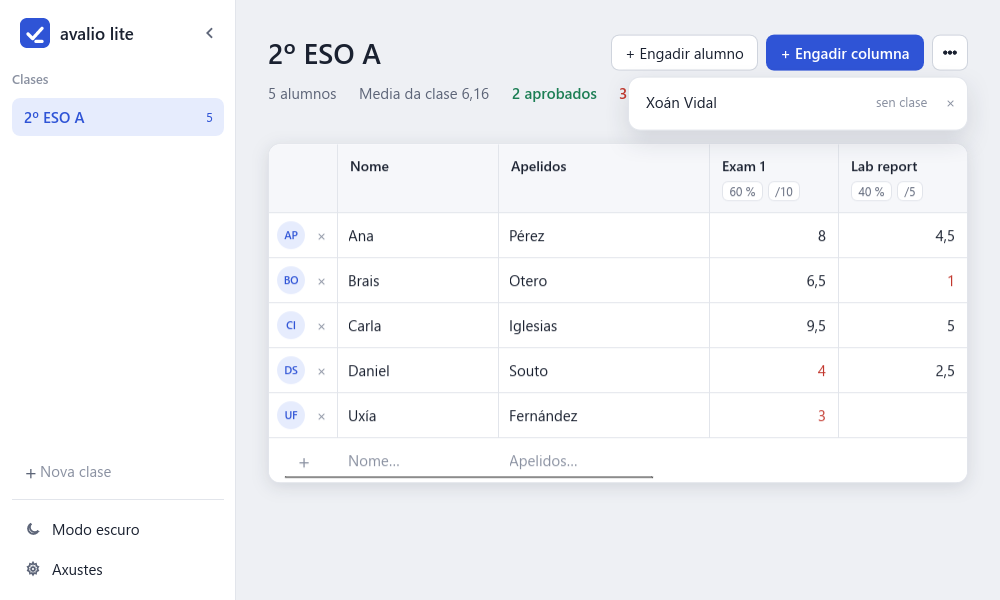 avalio lite
Clases
2º ESO A 5
+ Nova clase
Modo escuro
Axustes
2º ESO A
+ Engadir alumno
+ Engadir columna
•••
5 alumnos Media da clase 6,16 2 aprobados 3
Xoán Vidal sen clase ×
Nome Apelidos Exam 1 Lab report
60 % /10 40 % /5
AP × Ana Pérez 8 4,5
BO × Brais Otero 6,5 1
CI × Carla Iglesias 9,5 5
DS × Daniel Souto 4 2,5
UF × Uxía Fernández 3
+ Nome... Apelidos...